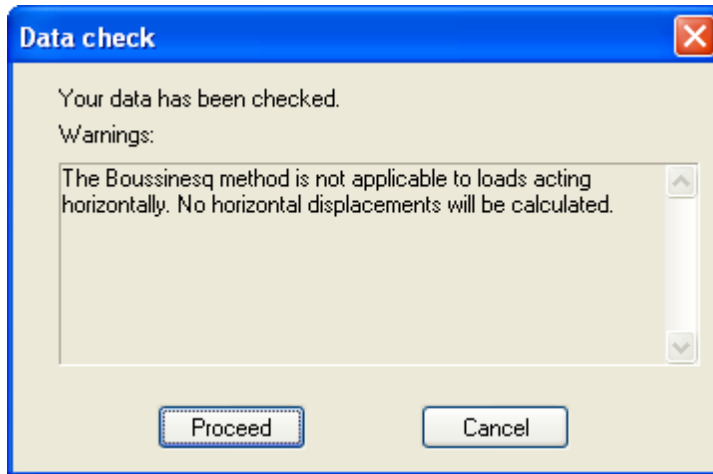 Data check
Your data has been checked.
Warnings:
The Boussinesq method is not applicable to loads acting
horizontally. No horizontal displacements will be calculated.
Proceed
Cancel